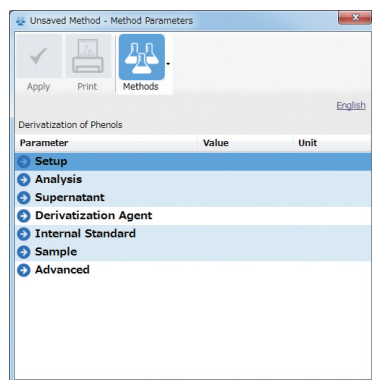 Unsaved Method - Method Parameters
Apply Print Methods
English
Derivatization of Phenols
Parameter Value Unit
Setup
Analysis
Supernatant
Derivatization Agent
Internal Standard
Sample
Advanced